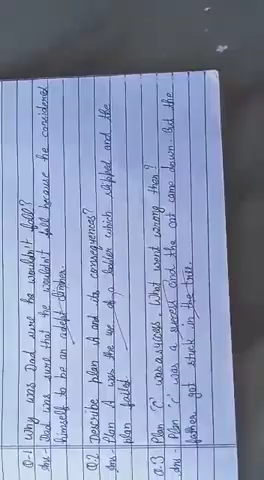 Q-1 Why was Dad sure he wouldn't fall?
Ans- Dad was sure that he wouldn't fall because he considered
himself to be an adept climber.
Q.2 Describe plan A and its consequences?
Ans- Plan A was the use of a ladder which slipped and the
plan failed.
Q.3 Plan 'C' was a success. What went wrong then?
Ans- Plan 'C' was a success and the cat came down. But the
father got stuck in the tree.